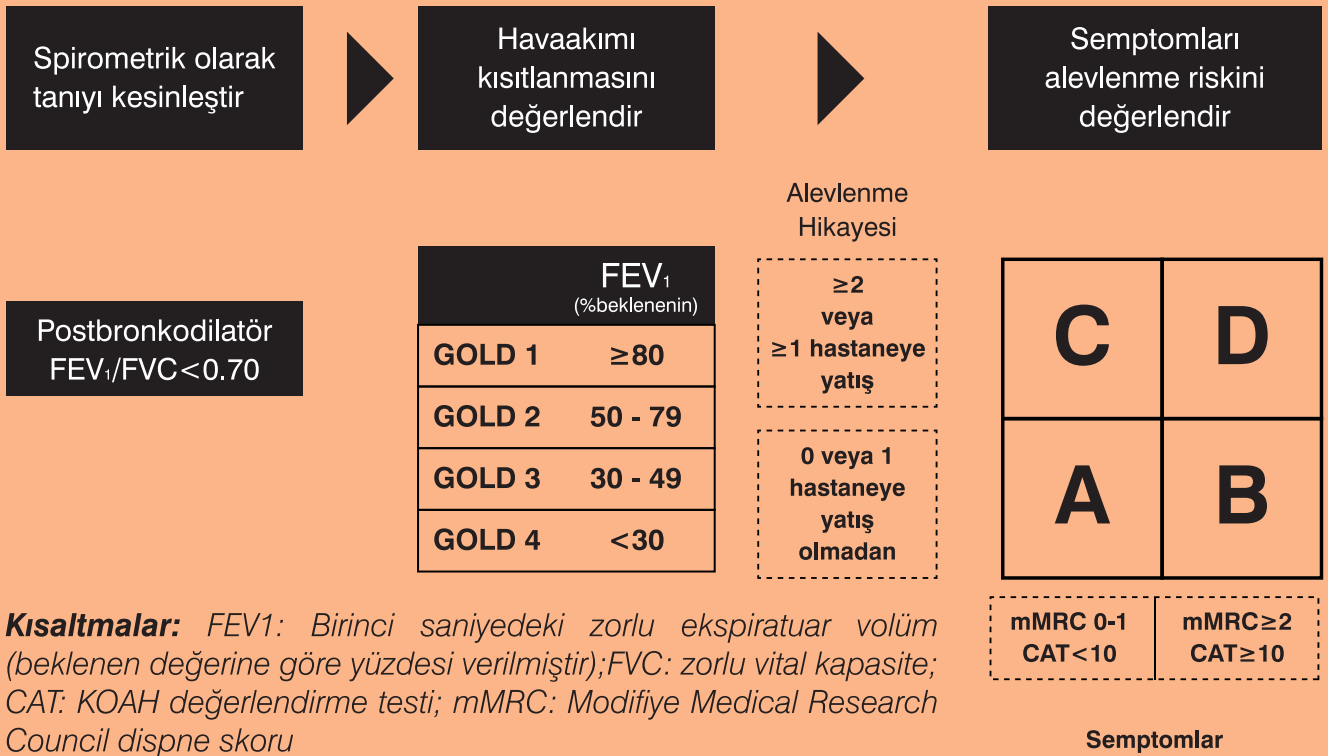 Spirometrik olarak
tanıyı kesinleştir
Havaakımı
kısıtlanmasını
değerlendir
Semptomları
alevlenme riskini
değerlendir
Postbronkodilatör
FEV₁/FVC<0.70
FEV₁
(%beklenenin)
GOLD 1 ≥80
GOLD 2 50 - 79
GOLD 3 30 - 49
GOLD 4 <30
Alevlenme
Hikayesi
≥2
veya
≥1 hastaneye
yatış
0 veya 1
hastaneye
yatış
olmadan
C D
A B
mMRC 0-1
CAT<10
mMRC≥2
CAT≥10
Semptomlar
Kısaltmalar: FEV1: Birinci saniyedeki zorlu ekspiratuar volüm
(beklenen değerine göre yüzdesi verilmiştir);FVC: zorlu vital kapasite;
CAT: KOAH değerlendirme testi; mMRC: Modifiye Medical Research
Council dispne skoru